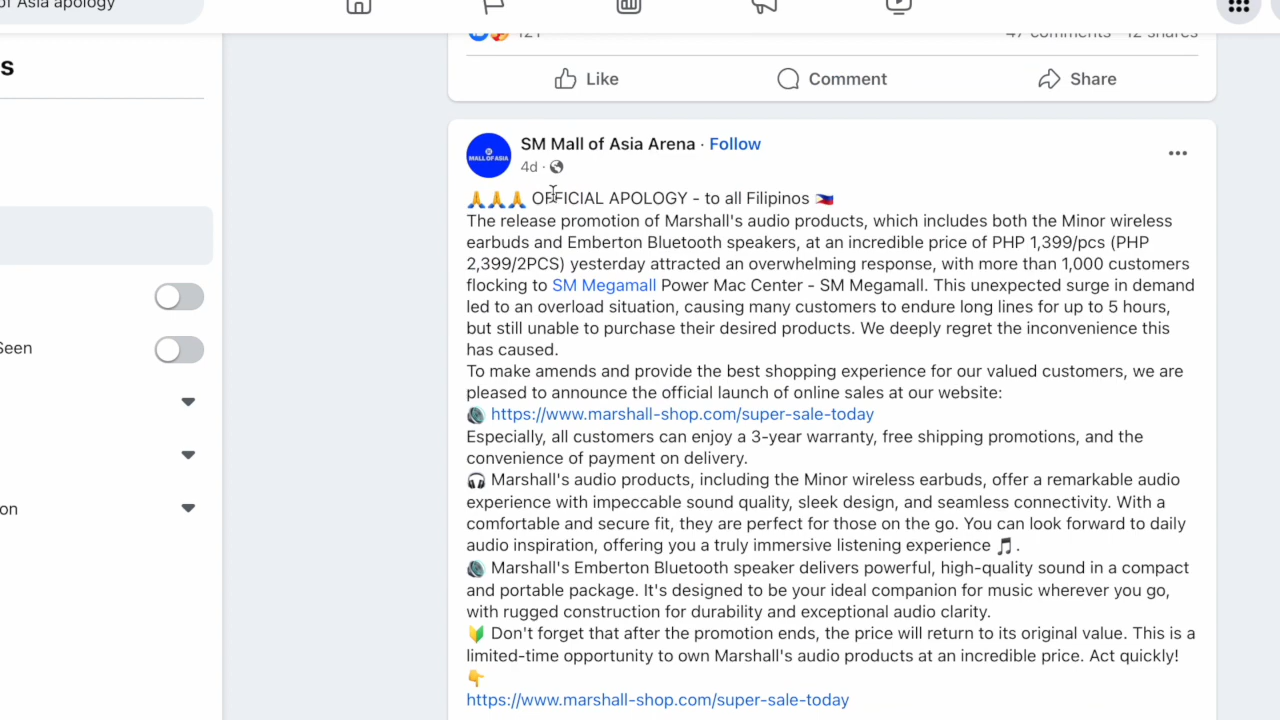 of Asia apology
s
Seen
on
121
47 comments 12 shares
Like
Comment
Share
MALL OF ASIA
SM Mall of Asia Arena · Follow
4d ·
🙏🙏🙏 OFFICIAL APOLOGY - to all Filipinos 🇵🇭
The release promotion of Marshall's audio products, which includes both the Minor wireless
earbuds and Emberton Bluetooth speakers, at an incredible price of PHP 1,399/pcs (PHP
2,399/2PCS) yesterday attracted an overwhelming response, with more than 1,000 customers
flocking to SM Megamall Power Mac Center - SM Megamall. This unexpected surge in demand
led to an overload situation, causing many customers to endure long lines for up to 5 hours,
but still unable to purchase their desired products. We deeply regret the inconvenience this
has caused.
To make amends and provide the best shopping experience for our valued customers, we are
pleased to announce the official launch of online sales at our website:
🔊 https://www.marshall-shop.com/super-sale-today
Especially, all customers can enjoy a 3-year warranty, free shipping promotions, and the
convenience of payment on delivery.
🎧 Marshall's audio products, including the Minor wireless earbuds, offer a remarkable audio
experience with impeccable sound quality, sleek design, and seamless connectivity. With a
comfortable and secure fit, they are perfect for those on the go. You can look forward to daily
audio inspiration, offering you a truly immersive listening experience 🎵.
🔊 Marshall's Emberton Bluetooth speaker delivers powerful, high-quality sound in a compact
and portable package. It's designed to be your ideal companion for music wherever you go,
with rugged construction for durability and exceptional audio clarity.
🔰 Don't forget that after the promotion ends, the price will return to its original value. This is a
limited-time opportunity to own Marshall's audio products at an incredible price. Act quickly!
👇
https://www.marshall-shop.com/super-sale-today